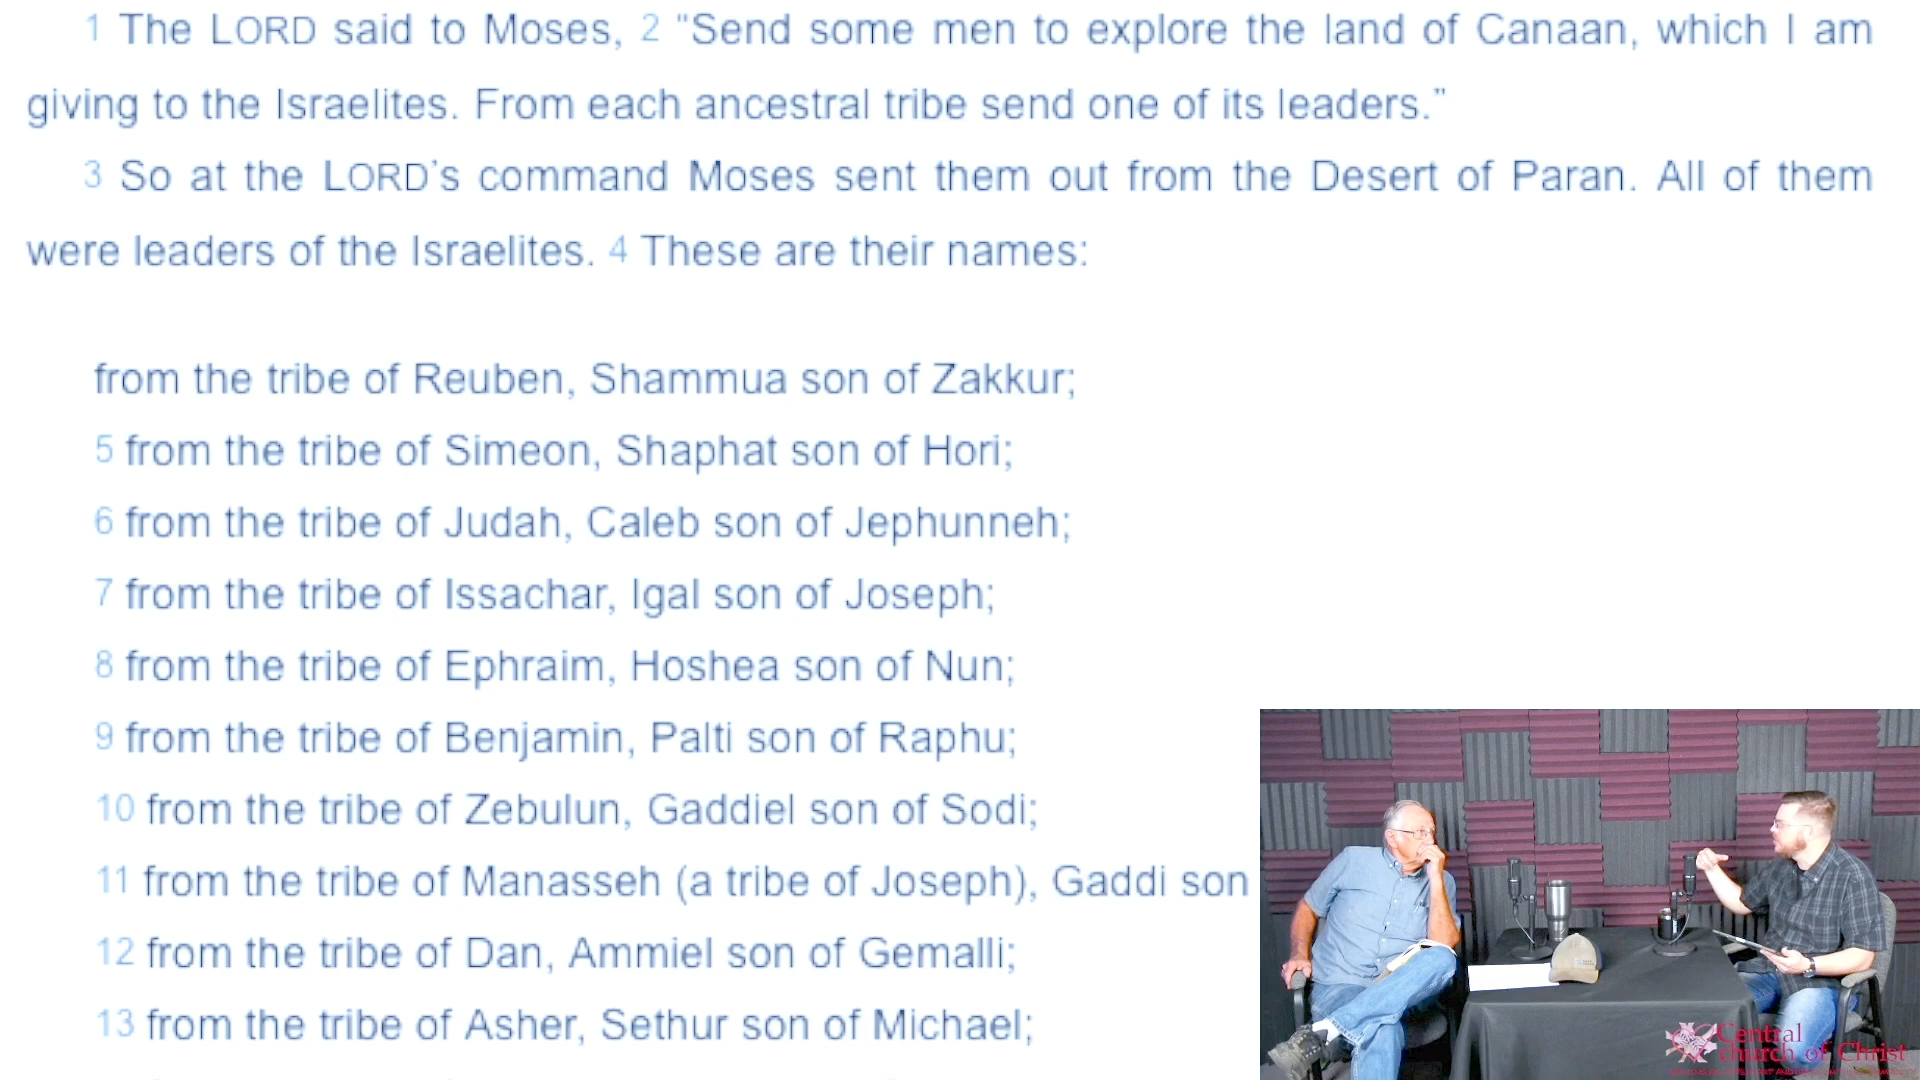 1 The LORD said to Moses, 2 "Send some men to explore the land of Canaan, which I am
giving to the Israelites. From each ancestral tribe send one of its leaders."
3 So at the LORD's command Moses sent them out from the Desert of Paran. All of them
were leaders of the Israelites. 4 These are their names:
from the tribe of Reuben, Shammua son of Zakkur;
5 from the tribe of Simeon, Shaphat son of Hori;
6 from the tribe of Judah, Caleb son of Jephunneh;
7 from the tribe of Issachar, Igal son of Joseph;
8 from the tribe of Ephraim, Hoshea son of Nun;
9 from the tribe of Benjamin, Palti son of Raphu;
10 from the tribe of Zebulun, Gaddiel son of Sodi;
11 from the tribe of Manasseh (a tribe of Joseph), Gaddi son
12 from the tribe of Dan, Ammiel son of Gemalli;
13 from the tribe of Asher, Sethur son of Michael;
Central
church of Christ